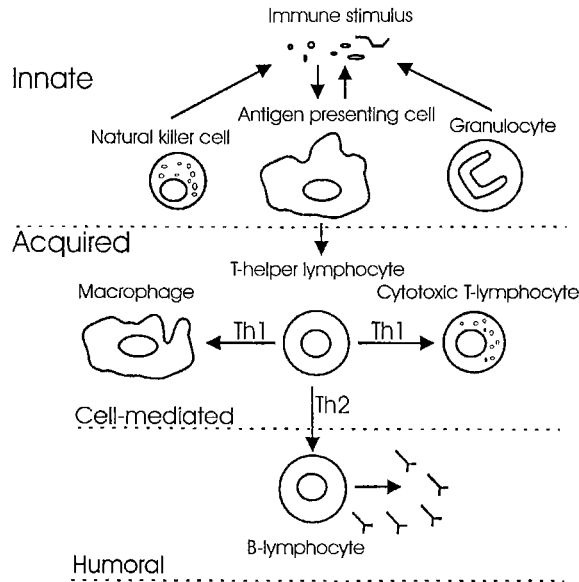 Immune stimulus
Innate
Natural killer cell
Antigen presenting cell
Granulocyte
Acquired
T-helper lymphocyte
Macrophage
Cytotoxic T-lymphocyte
Th1
Th1
Th2
Cell-mediated
B-lymphocyte
Humoral